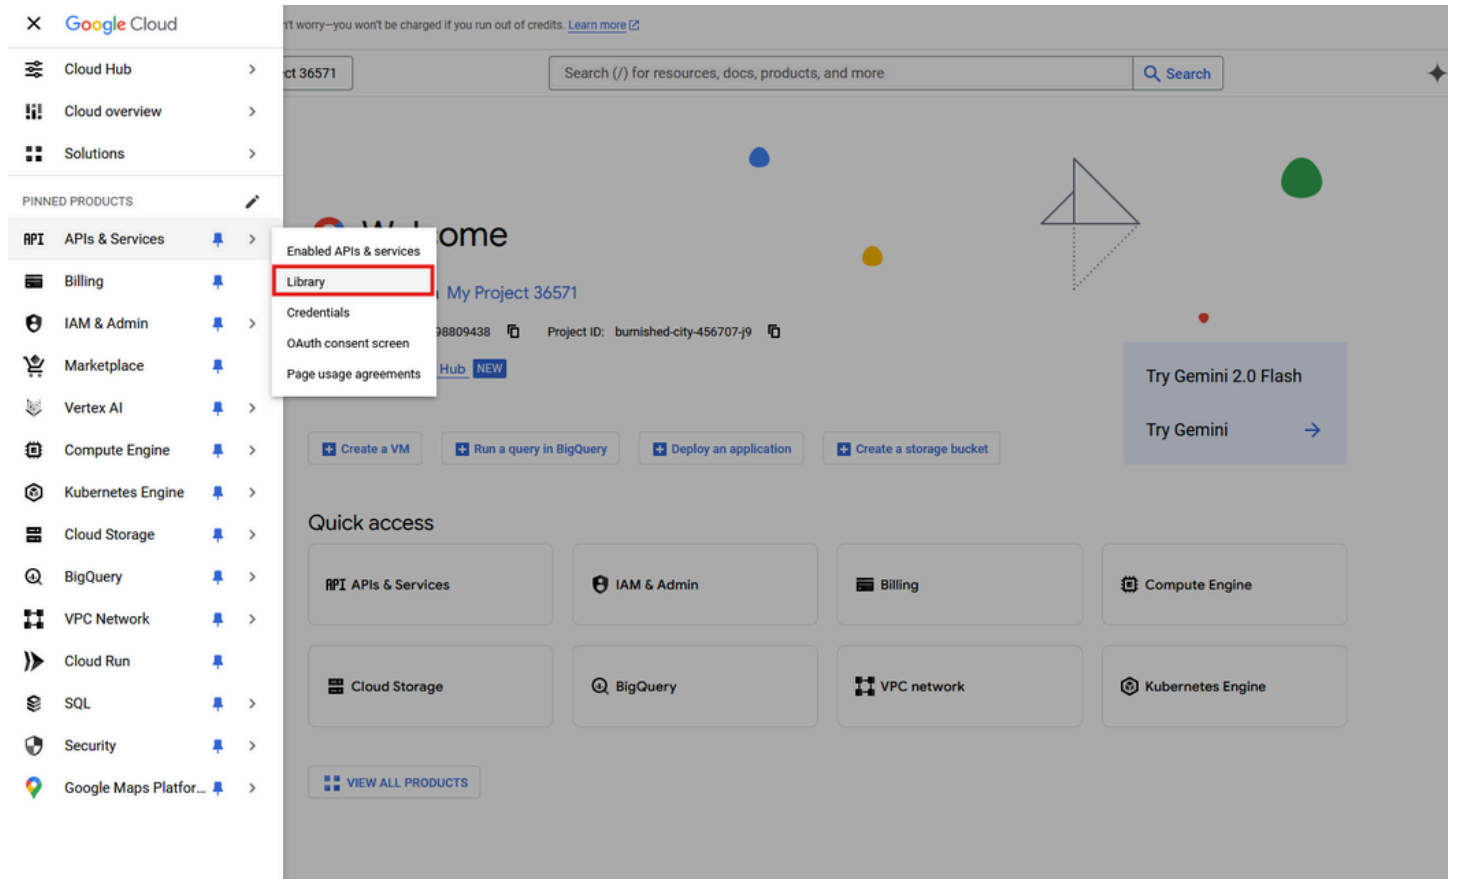 Google Cloud
n't worry—you won't be charged if you run out of credits. Learn more
Cloud Hub
Cloud overview
Solutions
PINNED PRODUCTS
API APIs & Services
Billing
IAM & Admin
Marketplace
Vertex AI
Compute Engine
Kubernetes Engine
Cloud Storage
BigQuery
VPC Network
Cloud Run
SQL
Security
Google Maps Platfor...
Enabled APIs & services
Library
Credentials
OAuth consent screen
Page usage agreements
ct 36571
Search (/) for resources, docs, products, and more
Search
My Project 36571
98809438 Project ID: burnished-city-456707-j9
Hub NEW
Create a VM
Run a query in BigQuery
Deploy an application
Create a storage bucket
Try Gemini 2.0 Flash
Try Gemini
Quick access
API APIs & Services
IAM & Admin
Billing
Compute Engine
Cloud Storage
BigQuery
VPC network
Kubernetes Engine
VIEW ALL PRODUCTS